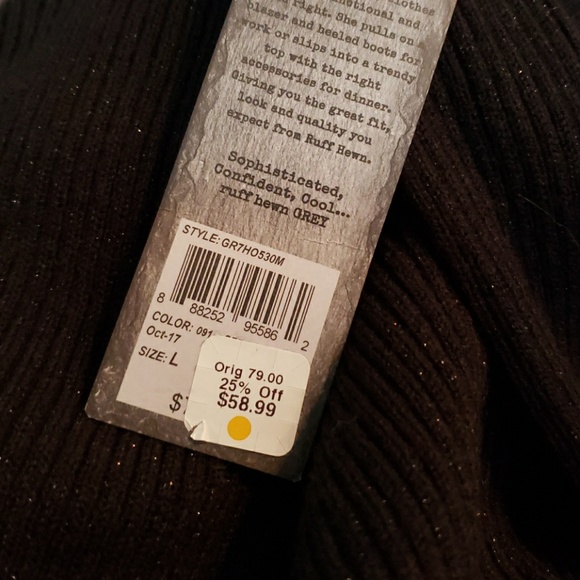 clothes
right. She pulls on
blazer and heeled boots for
work or slips into a trendy
top with the right
accessories for dinner.
Giving you the great fit,
look and quality you
expect from Ruff Hewn.
Sophisticated,
Confident, Cool...
ruff hewn GREY
STYLE: GR7HO530M
8 88252 95586 2
COLOR: 091
Oct-17
SIZE: L
$
Orig 79.00
25% Off
$58.99